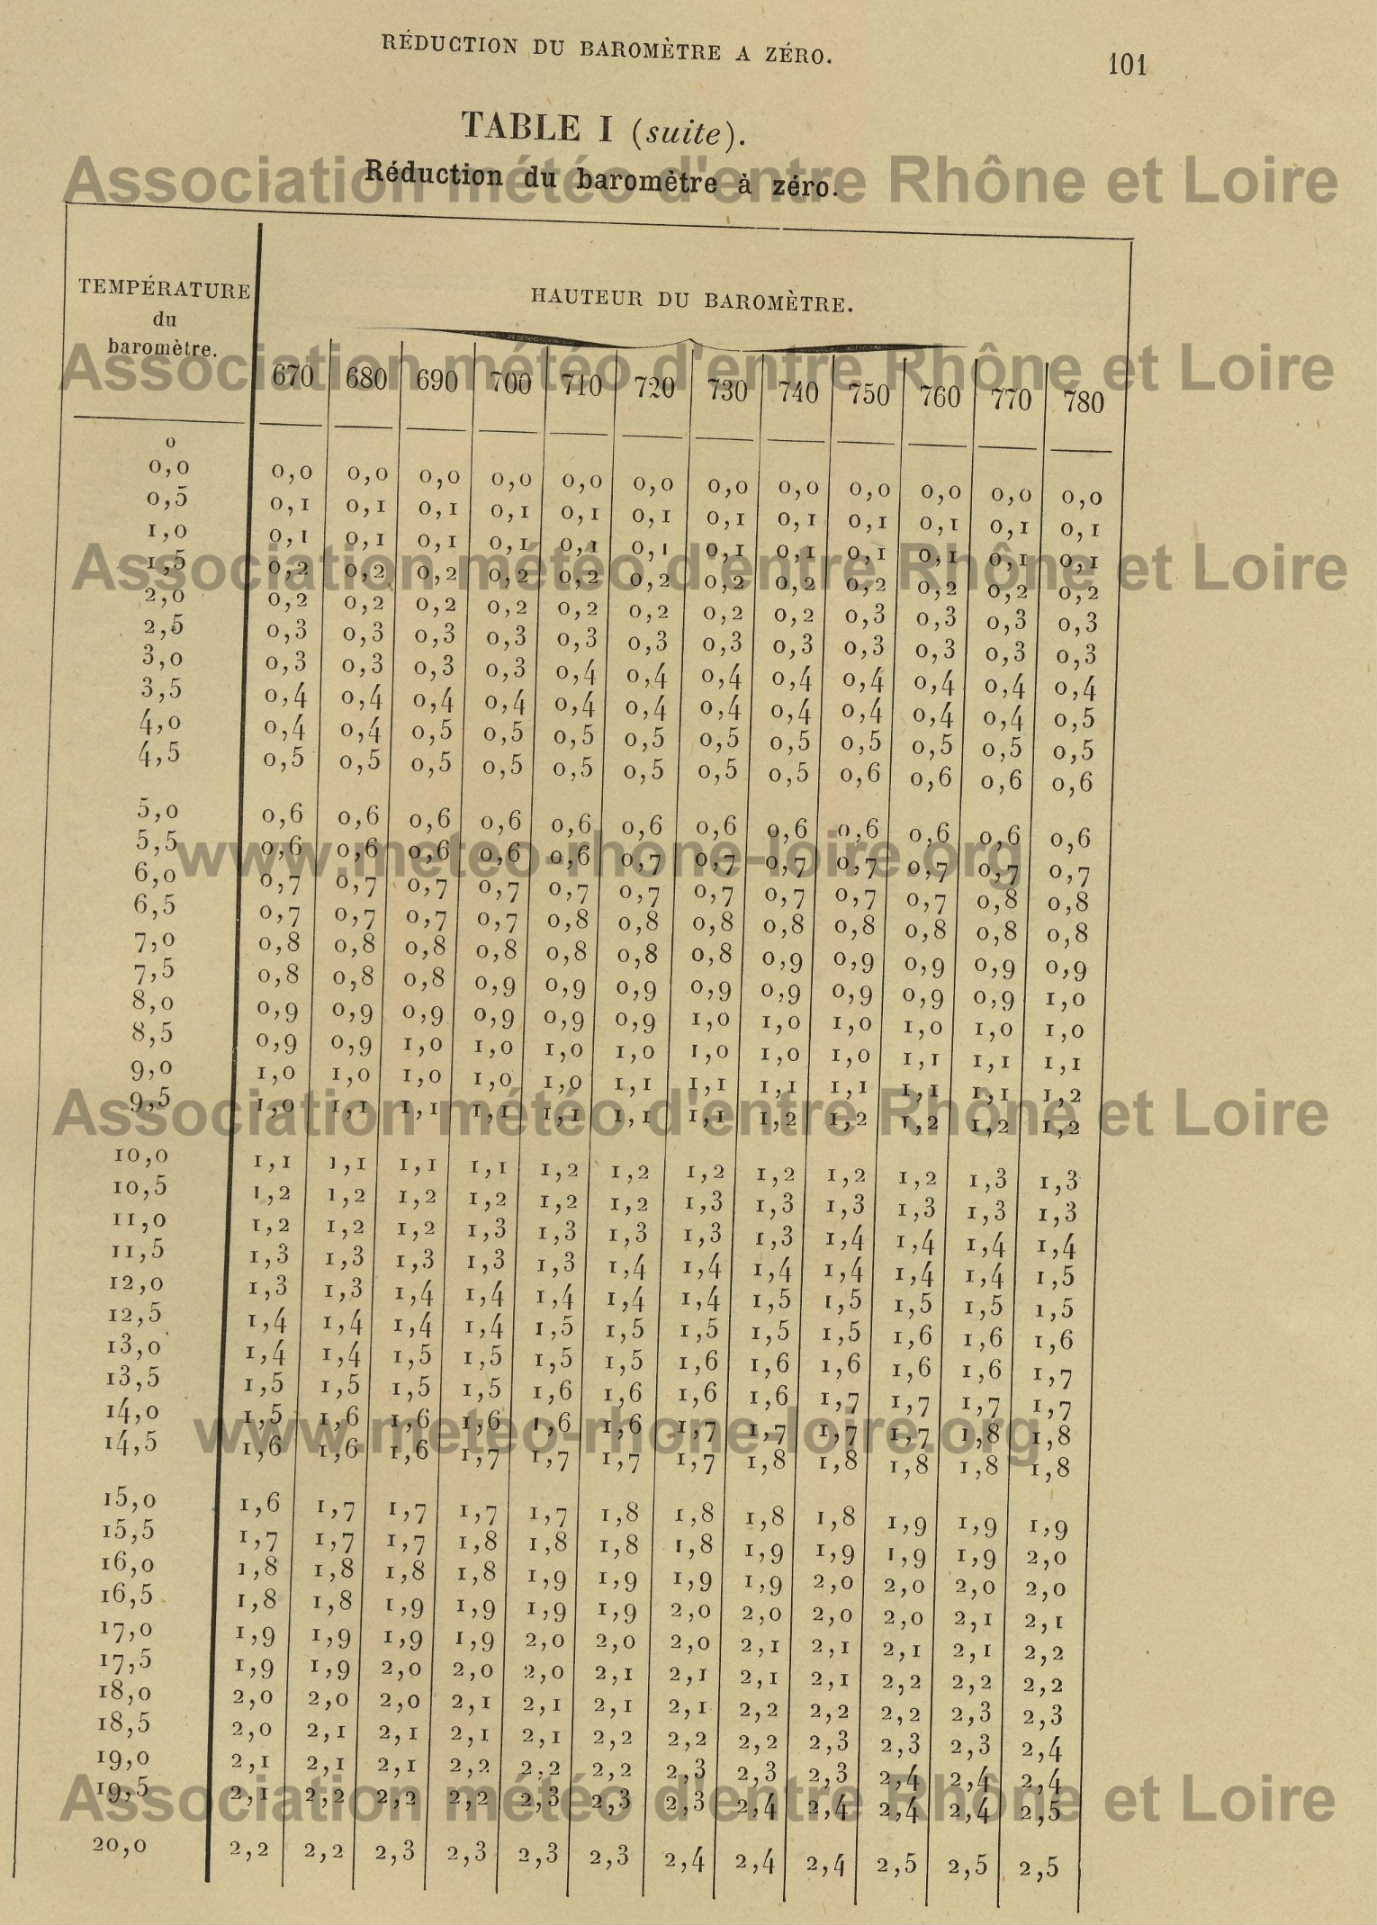 RÉDUCTION DU BAROMÈTRE A ZÉRO. 101
TABLE I (suite).
Association météo d'entre Rhône et Loire
Réduction du baromètre à zéro.
TEMPÉRATURE
du
baromètre.
HAUTEUR DU BAROMÈTRE.
Association météo d'entre Rhône et Loire
670 680 690 700 710 720 730 740 750 760 770 780
o
0,0 0,0 0,0 0,0 0,0 0,0 0,0 0,0 0,0 0,0 0,0 0,0 0,0
0,5 0,1 0,1 0,1 0,1 0,1 0,1 0,1 0,1 0,1 0,1 0,1 0,1
1,0 0,1 0,1 0,1 0,1 0,1 0,1 0,1 0,1 0,1 0,1 0,1 0,1
Association météo d'entre Rhône et Loire
1,5 0,2 0,2 0,2 0,2 0,2 0,2 0,2 0,2 0,2 0,2 0,2 0,2
2,0 0,2 0,2 0,2 0,2 0,2 0,2 0,2 0,2 0,3 0,3 0,3 0,3
2,5 0,3 0,3 0,3 0,3 0,3 0,3 0,3 0,3 0,3 0,3 0,3 0,3
3,0 0,3 0,3 0,3 0,3 0,4 0,4 0,4 0,4 0,4 0,4 0,4 0,4
3,5 0,4 0,4 0,4 0,4 0,4 0,4 0,4 0,4 0,4 0,4 0,4 0,5
4,0 0,4 0,4 0,5 0,5 0,5 0,5 0,5 0,5 0,5 0,5 0,5 0,5
4,5 0,5 0,5 0,5 0,5 0,5 0,5 0,5 0,5 0,6 0,6 0,6 0,6
5,0 0,6 0,6 0,6 0,6 0,6 0,6 0,6 0,6 0,6 0,6 0,6 0,6
www.meteo-rhone-loire.org
5,5 0,6 0,6 0,6 0,6 0,6 0,7 0,7 0,7 0,7 0,7 0,7 0,7
6,0 0,7 0,7 0,7 0,7 0,7 0,7 0,7 0,7 0,7 0,7 0,8 0,8
6,5 0,7 0,7 0,7 0,7 0,8 0,8 0,8 0,8 0,8 0,8 0,8 0,8
7,0 0,8 0,8 0,8 0,8 0,8 0,8 0,8 0,9 0,9 0,9 0,9 0,9
7,5 0,8 0,8 0,8 0,9 0,9 0,9 0,9 0,9 0,9 0,9 0,9 1,0
8,0 0,9 0,9 0,9 0,9 0,9 0,9 1,0 1,0 1,0 1,0 1,0 1,0
8,5 0,9 0,9 1,0 1,0 1,0 1,0 1,0 1,0 1,0 1,1 1,1 1,1
9,0 1,0 1,0 1,0 1,0 1,0 1,1 1,1 1,1 1,1 1,1 1,1 1,2
Association météo d'entre Rhône et Loire
9,5 1,0 1,1 1,1 1,1 1,1 1,1 1,1 1,2 1,2 1,2 1,2 1,2
10,0 1,1 1,1 1,1 1,1 1,2 1,2 1,2 1,2 1,2 1,2 1,3 1,3
10,5 1,2 1,2 1,2 1,2 1,2 1,2 1,3 1,3 1,3 1,3 1,3 1,3
11,0 1,2 1,2 1,2 1,3 1,3 1,3 1,3 1,3 1,4 1,4 1,4 1,4
11,5 1,3 1,3 1,3 1,3 1,3 1,4 1,4 1,4 1,4 1,4 1,4 1,5
12,0 1,3 1,3 1,4 1,4 1,4 1,4 1,4 1,5 1,5 1,5 1,5 1,5
12,5 1,4 1,4 1,4 1,4 1,5 1,5 1,5 1,5 1,5 1,6 1,6 1,6
13,0 1,4 1,4 1,5 1,5 1,5 1,5 1,6 1,6 1,6 1,6 1,6 1,7
13,5 1,5 1,5 1,5 1,5 1,6 1,6 1,6 1,6 1,7 1,7 1,7 1,7
14,0 1,5 1,6 1,6 1,6 1,6 1,6 1,7 1,7 1,7 1,7 1,8 1,8
www.meteo-rhone-loire.org
14,5 1,6 1,6 1,6 1,7 1,7 1,7 1,7 1,8 1,8 1,8 1,8 1,8
15,0 1,6 1,7 1,7 1,7 1,7 1,8 1,8 1,8 1,8 1,9 1,9 1,9
15,5 1,7 1,7 1,7 1,8 1,8 1,8 1,8 1,9 1,9 1,9 1,9 2,0
16,0 1,8 1,8 1,8 1,8 1,9 1,9 1,9 1,9 2,0 2,0 2,0 2,0
16,5 1,8 1,8 1,9 1,9 1,9 1,9 2,0 2,0 2,0 2,0 2,1 2,1
17,0 1,9 1,9 1,9 1,9 2,0 2,0 2,0 2,1 2,1 2,1 2,1 2,2
17,5 1,9 1,9 2,0 2,0 2,0 2,1 2,1 2,1 2,1 2,2 2,2 2,2
18,0 2,0 2,0 2,0 2,1 2,1 2,1 2,1 2,2 2,2 2,2 2,3 2,3
18,5 2,0 2,1 2,1 2,1 2,1 2,2 2,2 2,2 2,3 2,3 2,3 2,4
19,0 2,1 2,1 2,1 2,2 2,2 2,2 2,3 2,3 2,3 2,4 2,4 2,4
Association météo d'entre Rhône et Loire
19,5 2,1 2,2 2,2 2,2 2,3 2,3 2,3 2,4 2,4 2,4 2,4 2,5
20,0 2,2 2,2 2,3 2,3 2,3 2,3 2,4 2,4 2,4 2,5 2,5 2,5